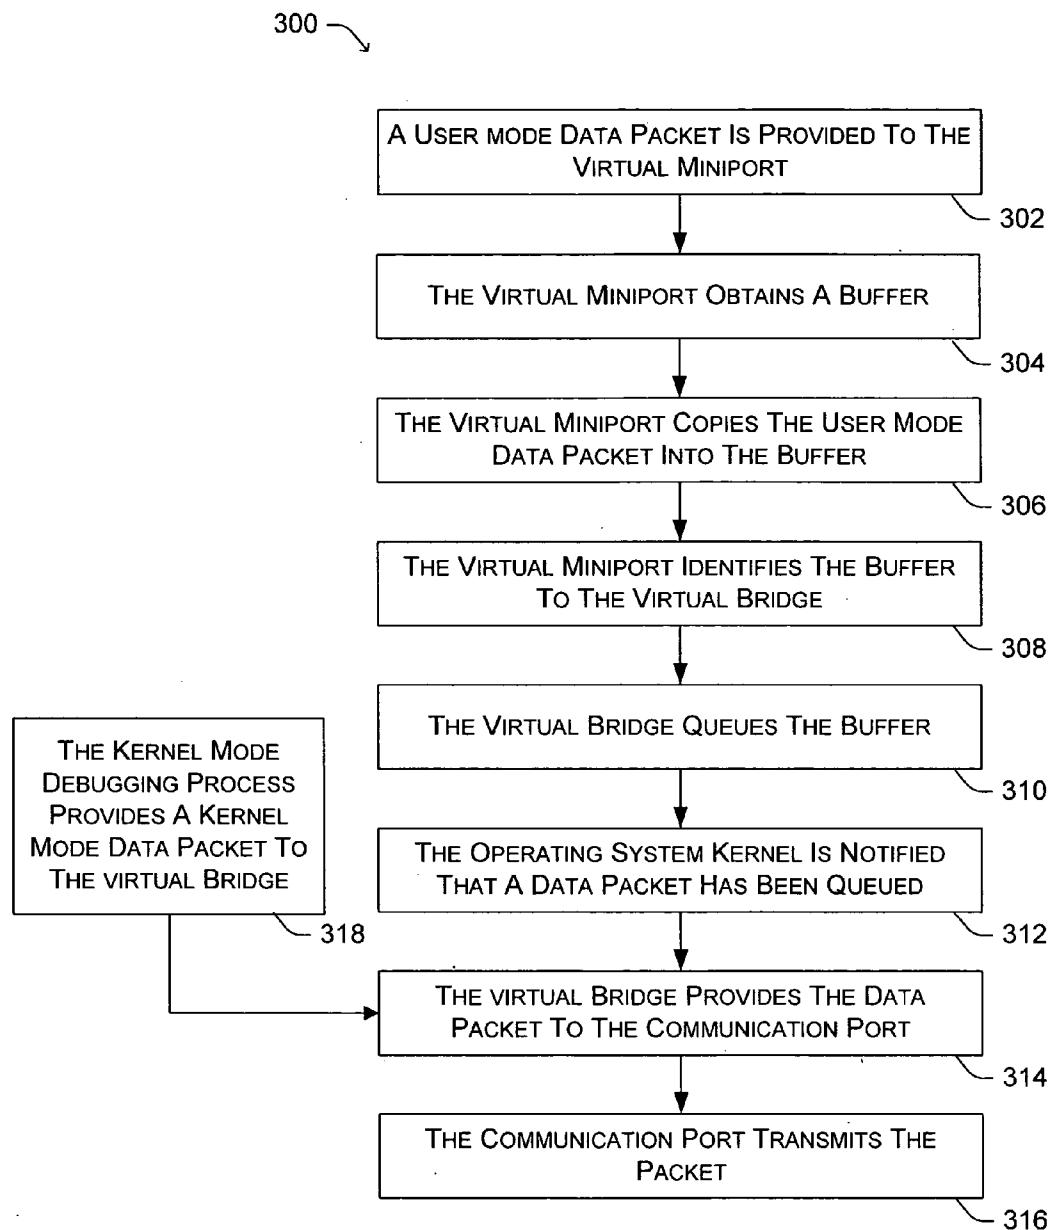 300
A USER MODE DATA PACKET IS PROVIDED TO THE
VIRTUAL MINIPORT
302
THE VIRTUAL MINIPORT OBTAINS A BUFFER
304
THE VIRTUAL MINIPORT COPIES THE USER MODE
DATA PACKET INTO THE BUFFER
306
THE VIRTUAL MINIPORT IDENTIFIES THE BUFFER
TO THE VIRTUAL BRIDGE
308
THE VIRTUAL BRIDGE QUEUES THE BUFFER
310
THE KERNEL MODE
DEBUGGING PROCESS
PROVIDES A KERNEL
MODE DATA PACKET TO
THE VIRTUAL BRIDGE
318
THE OPERATING SYSTEM KERNEL IS NOTIFIED
THAT A DATA PACKET HAS BEEN QUEUED
312
THE VIRTUAL BRIDGE PROVIDES THE DATA
PACKET TO THE COMMUNICATION PORT
314
THE COMMUNICATION PORT TRANSMITS THE
PACKET
316